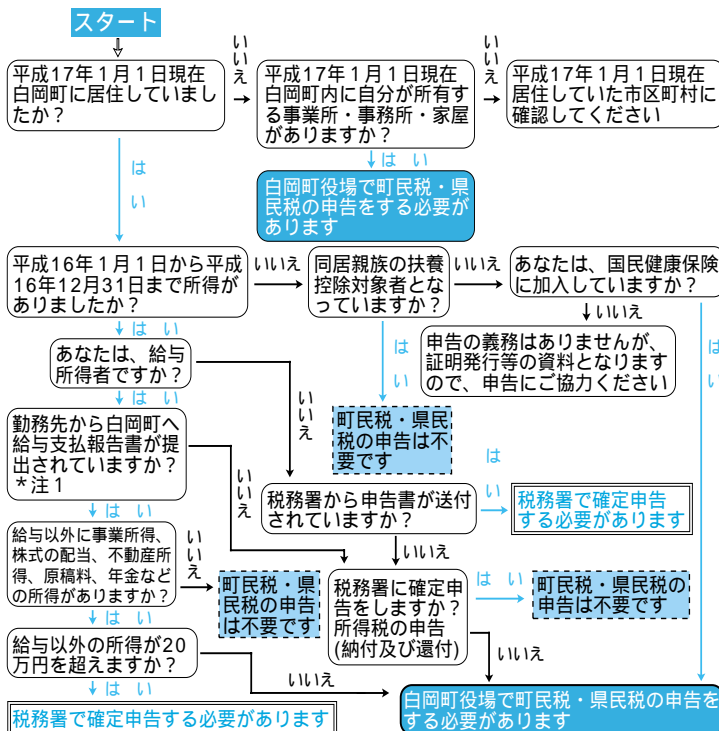 スタート
平成17年1月1日現在
白岡町に居住していまし
たか？
いいえ
平成17年1月1日現在
白岡町内に自分が所有す
る事業所・事務所・家屋
がありますか？
いいえ
平成17年1月1日現在
居住していた市区町村に
確認してください
はい
はい
白岡町役場で町民税・県
民税の申告をする必要が
あります
平成16年1月1日から平成
16年12月31日まで所得が
ありましたか？
いいえ
同居親族の扶養
控除対象者とな
っていますか？
いいえ
あなたは、国民健康保険
に加入していますか？
はい
いいえ
はい
はい
あなたは、給与
所得者ですか？
申告の義務はありませんが、
証明発行等の資料となります
ので、申告にご協力ください
はい
いいえ
町民税・県民
税の申告は不
要です
勤務先から白岡町へ
給与支払報告書が提
出されていますか？
＊注1
いいえ
税務署から申告書が送付
されていますか？
はい
税務署で確定申告
する必要があります
はい
いいえ
給与以外に事業所得、
株式の配当、不動産所
得、原稿料、年金など
の所得がありますか？
いいえ
町民税・県
民税の申告
は不要です
税務署に確定申
告をしますか？
所得税の申告
(納付及び還付)
はい
町民税・県民税の
申告は不要です
はい
いいえ
給与以外の所得が20
万円を超えますか？
いいえ
はい
税務署で確定申告する必要があります
白岡町役場で町民税・県民税の申告を
する必要があります